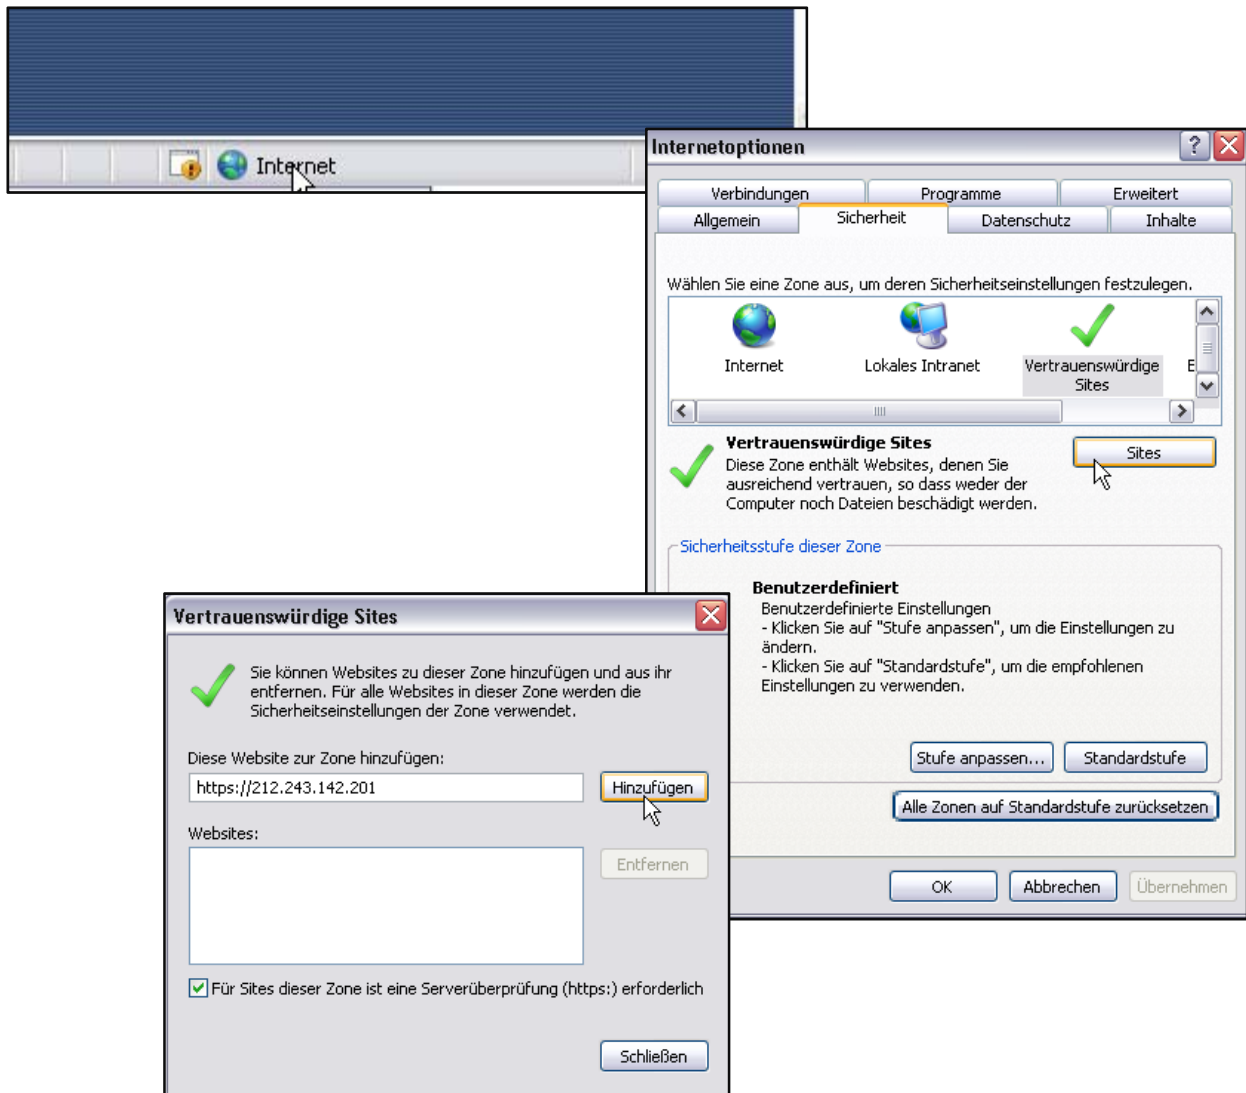 Internet
Internetoptionen
Verbindungen Programme Erweitert
Allgemein Sicherheit Datenschutz Inhalte
Wählen Sie eine Zone aus, um deren Sicherheitseinstellungen festzulegen.
Internet Lokales Intranet Vertrauenswürdige E
Sites
Vertrauenswürdige Sites
Diese Zone enthält Websites, denen Sie
ausreichend vertrauen, so dass weder der
Computer noch Dateien beschädigt werden.
Sites
Sicherheitsstufe dieser Zone
Benutzerdefiniert
Benutzerdefinierte Einstellungen
- Klicken Sie auf "Stufe anpassen", um die Einstellungen zu
ändern.
- Klicken Sie auf "Standardstufe", um die empfohlenen
Einstellungen zu verwenden.
Stufe anpassen... Standardstufe
Alle Zonen auf Standardstufe zurücksetzen
OK Abbrechen Übernehmen
Vertrauenswürdige Sites
Sie können Websites zu dieser Zone hinzufügen und aus ihr
entfernen. Für alle Websites in dieser Zone werden die
Sicherheitseinstellungen der Zone verwendet.
Diese Website zur Zone hinzufügen:
https://212.243.142.201 Hinzufügen
Websites:
Entfernen
Für Sites dieser Zone ist eine Serverüberprüfung (https:) erforderlich
Schließen